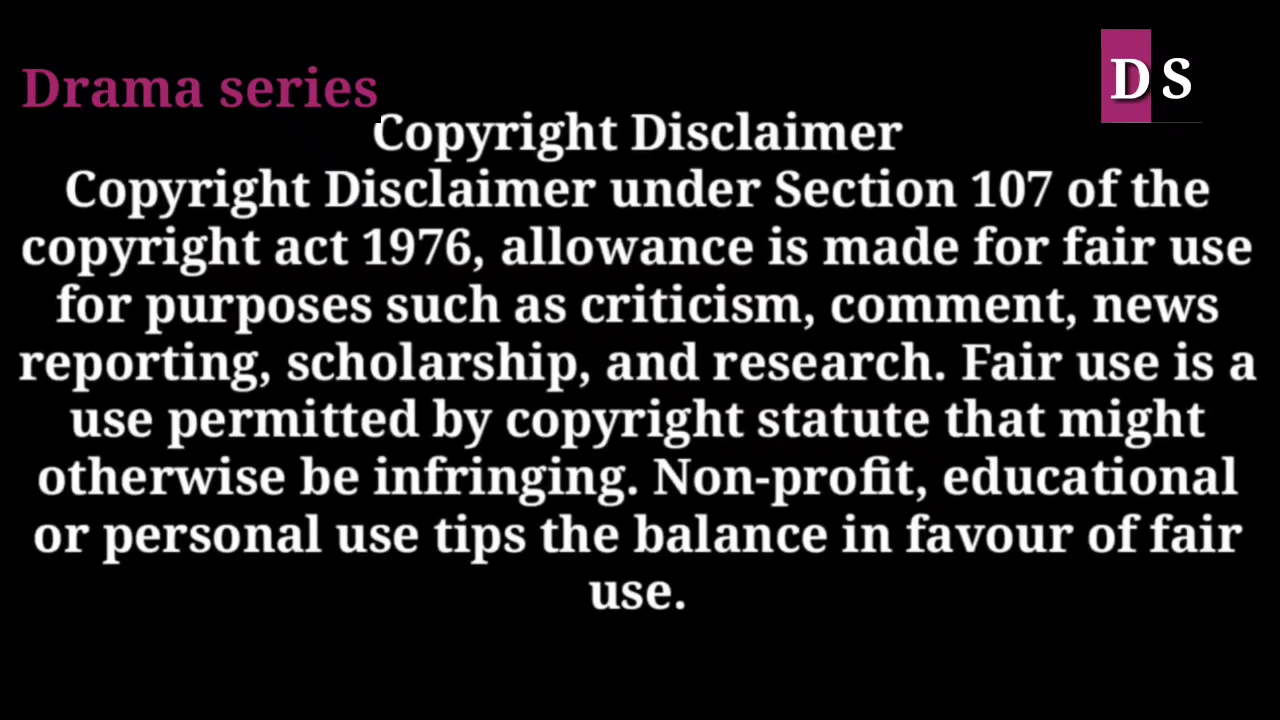 Drama series
D S
Copyright Disclaimer
Copyright Disclaimer under Section 107 of the
copyright act 1976, allowance is made for fair use
for purposes such as criticism, comment, news
reporting, scholarship, and research. Fair use is a
use permitted by copyright statute that might
otherwise be infringing. Non-profit, educational
or personal use tips the balance in favour of fair
use.